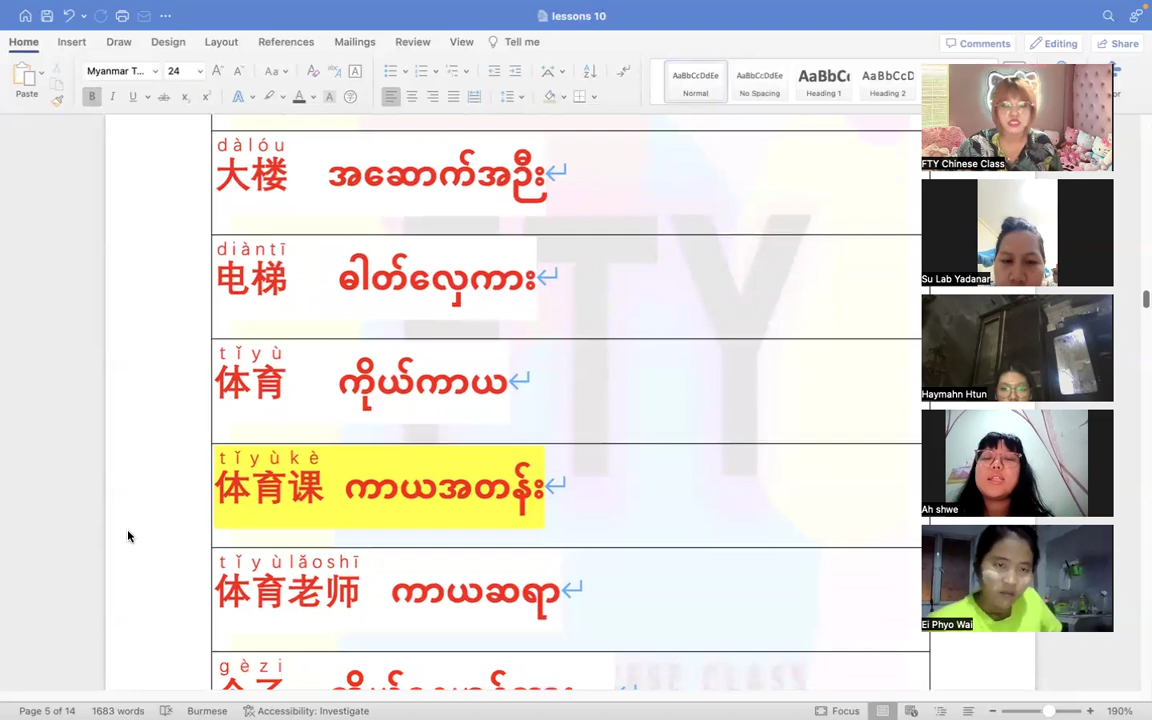 lessons 10
Home Insert Draw Design Layout References Mailings Review View Tell me
Comments Editing Share
Paste
Myanmar T... 24
Aa
AaBbCcDdEe AaBbCcDdEe AaBbC AaBbCcD
Normal No Spacing Heading 1 Heading 2
dàlóu
大楼 အဆောက်အဦး
diàntī
电梯 ဓါတ်လှေကား
tǐyù
体育 ကိုယ်ကာယ
tǐyùkè
体育课 ကာယအတန်း
tǐyùlǎoshī
体育老师 ကာယဆရာ
gèzi
FTY
FTY Chinese Class
Su Lab Yadanar
Haymahn Htun
Ah shwe
Ei Phyo Wai
Page 5 of 14 1683 words Burmese Accessibility: Investigate Focus 190%